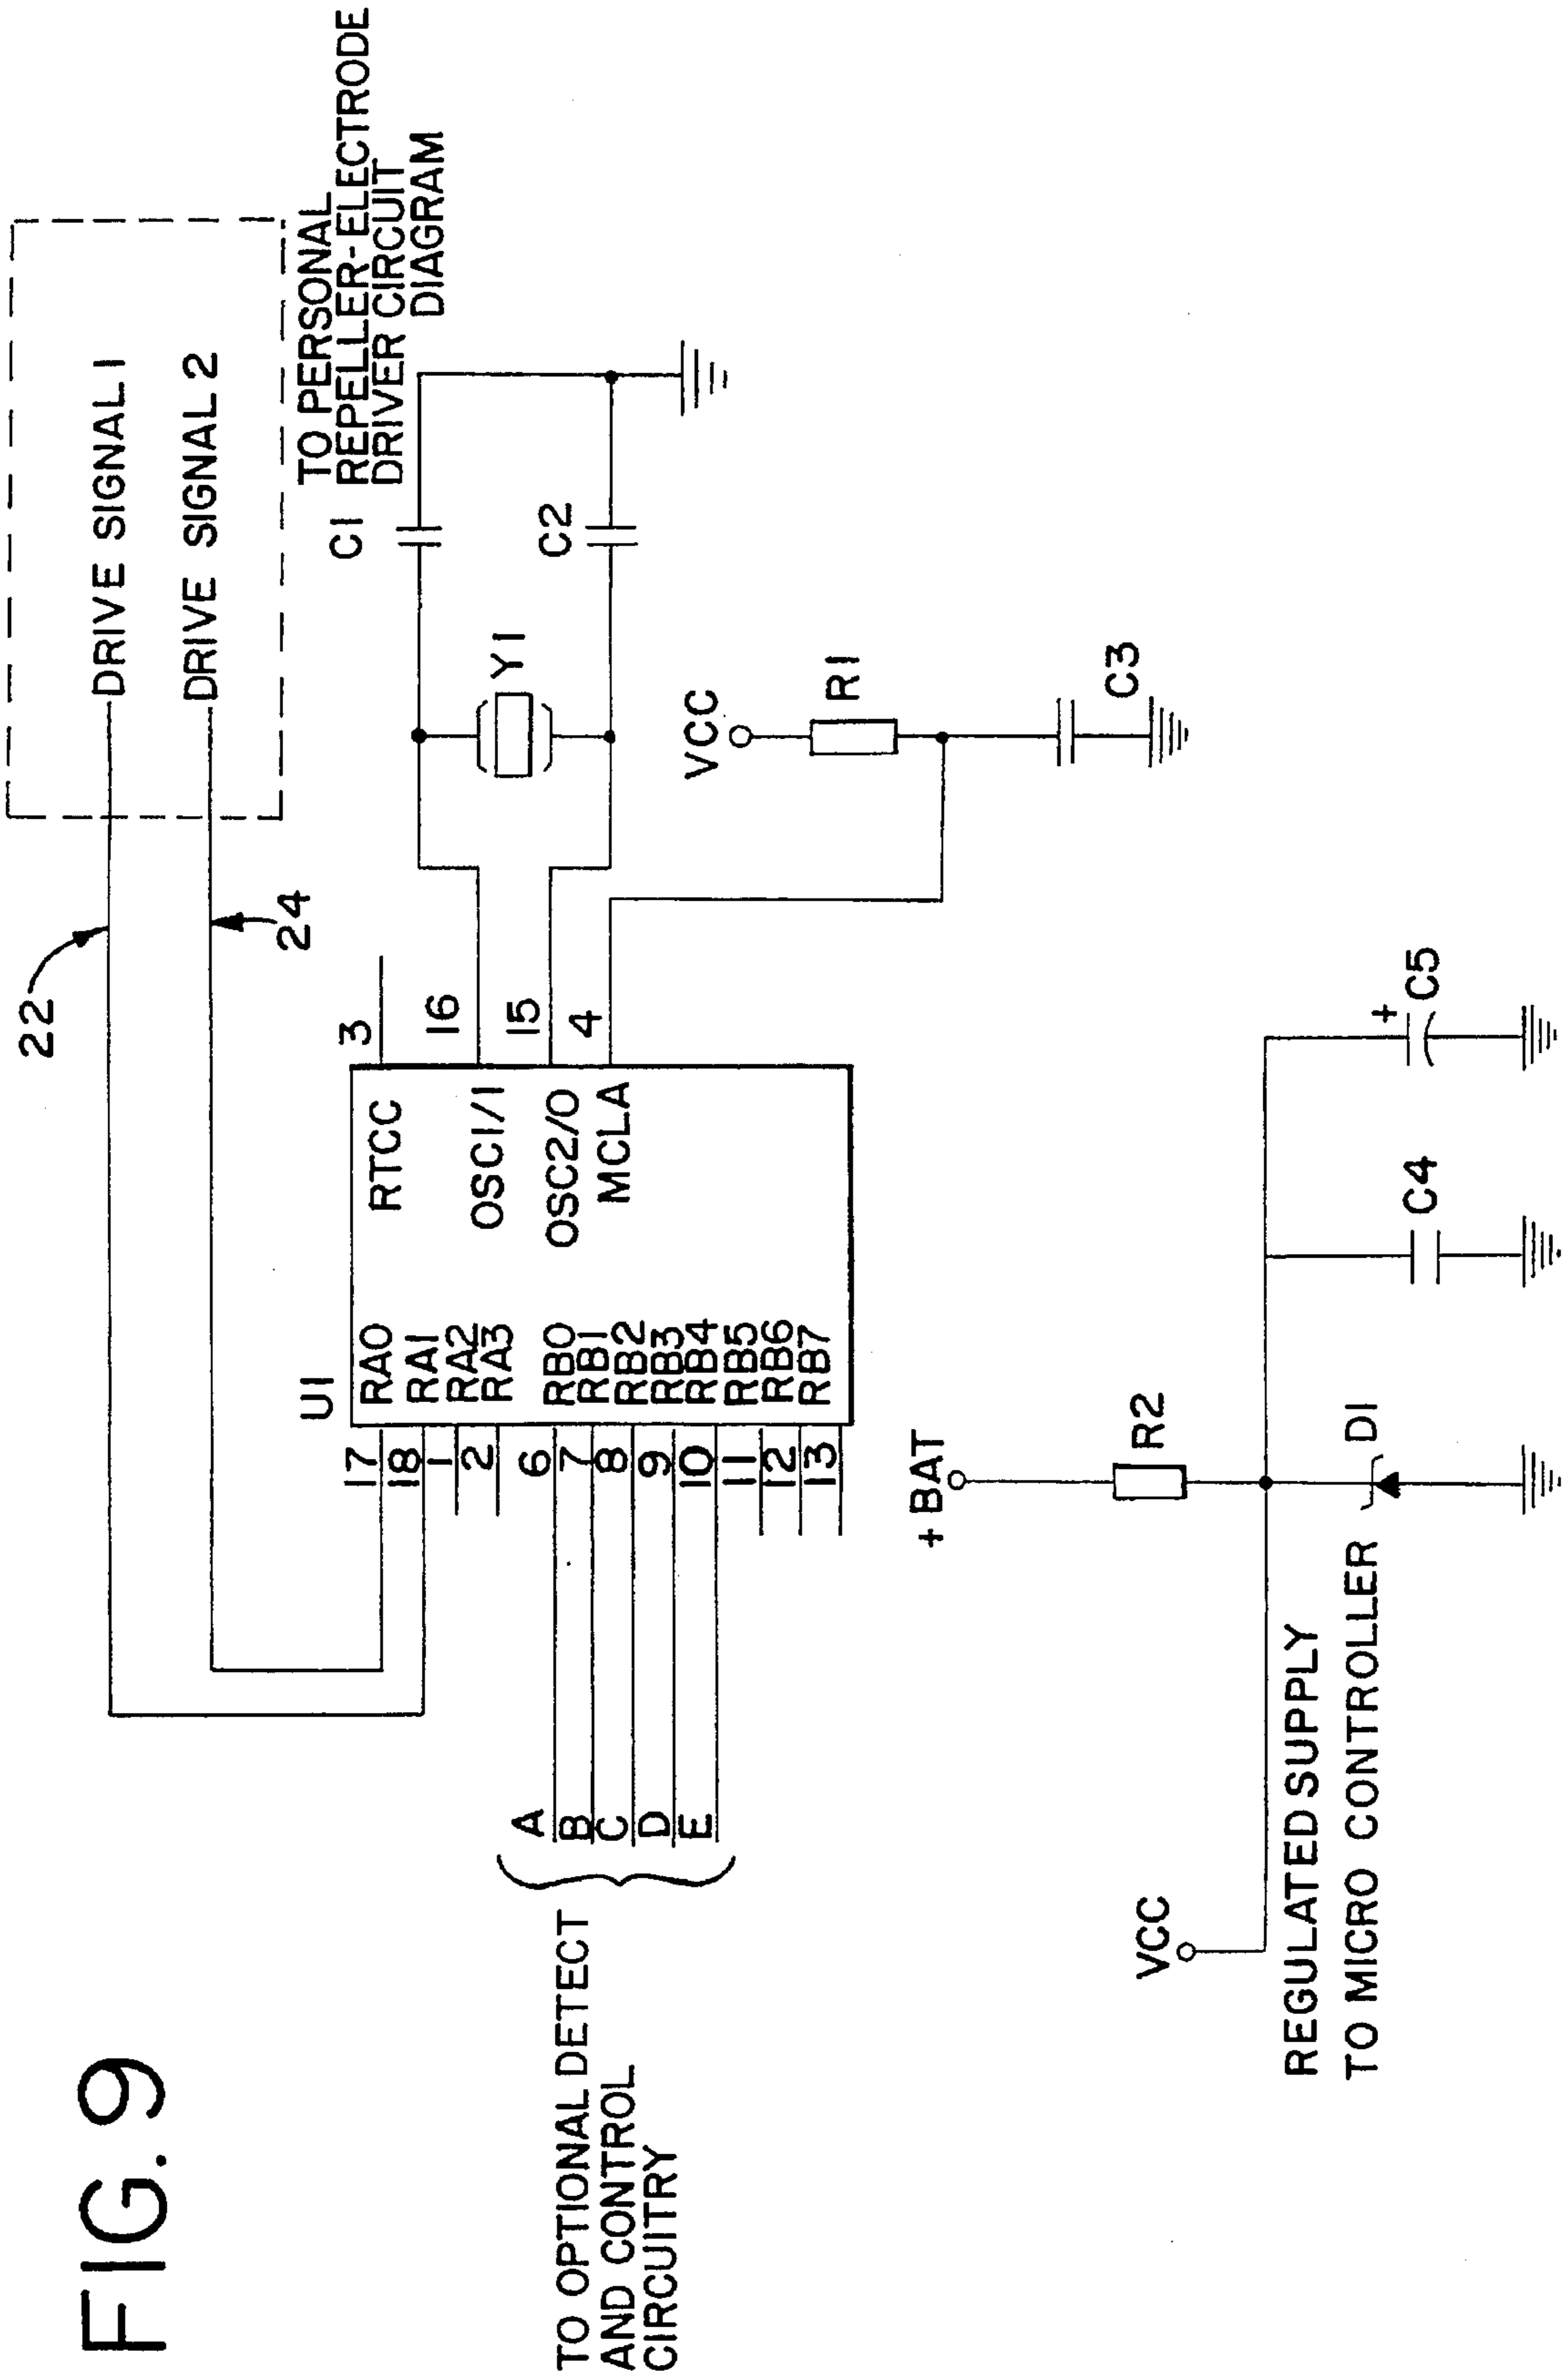 FIG. 9
22
24
DRIVE SIGNAL 1
DRIVE SIGNAL 2
TO PERSONAL
REPELLER-ELECTRODE
DRIVER CIRCUIT
DIAGRAM
U1
17
18
1
2
6
7
8
9
10
11
12
13
RA0
RA1
RA2
RA3
RB0
RB1
RB2
RB3
RB4
RB5
RB6
RB7
RTCC
OSC1/1
OSC2/0
MCLA
3
16
15
4
C1
Y1
C2
VCC
R1
C3
A
B
C
D
E
TO OPTIONAL DETECT
AND CONTROL
CIRCUITRY
+BAT
R2
VCC
D1
C4
+
C5
REGULATED SUPPLY
TO MICRO CONTROLLER